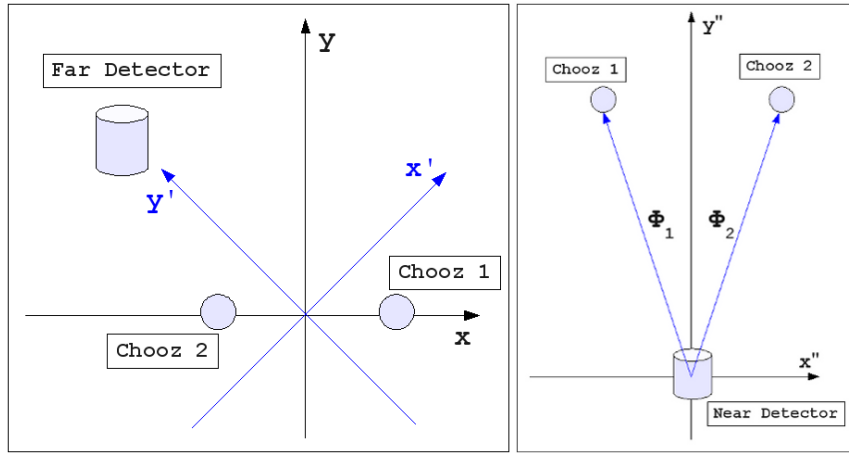 y
Far Detector
x'
y'
Chooz 1
Chooz 2
x
y"
Chooz 1
Chooz 2
Φ1
Φ2
x"
Near Detector